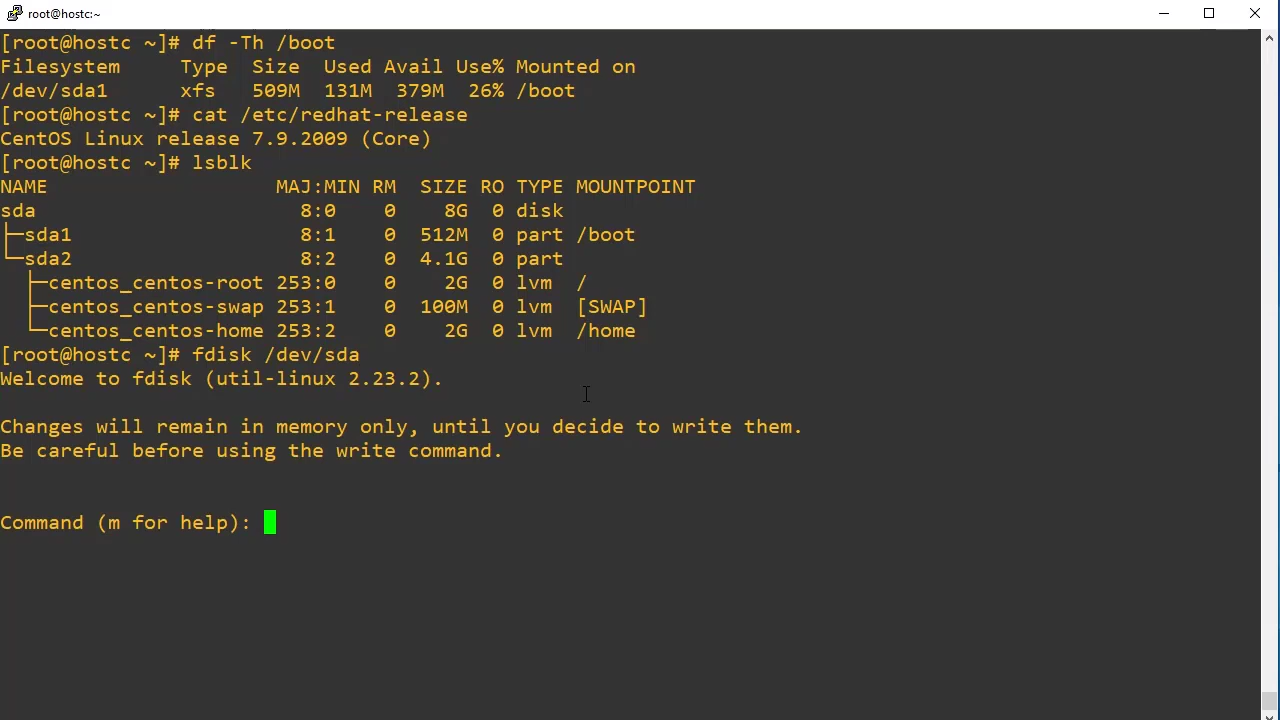 root@hostc:~
[root@hostc ~]# df -Th /boot
Filesystem     Type  Size  Used Avail Use% Mounted on
/dev/sda1      xfs   509M  131M  379M  26% /boot
[root@hostc ~]# cat /etc/redhat-release
CentOS Linux release 7.9.2009 (Core)
[root@hostc ~]# lsblk
NAME                   MAJ:MIN RM  SIZE RO TYPE MOUNTPOINT
sda                      8:0    0    8G  0 disk
├─sda1                   8:1    0  512M  0 part /boot
└─sda2                   8:2    0  4.1G  0 part
  ├─centos_centos-root 253:0    0    2G  0 lvm  /
  ├─centos_centos-swap 253:1    0  100M  0 lvm  [SWAP]
  └─centos_centos-home 253:2    0    2G  0 lvm  /home
[root@hostc ~]# fdisk /dev/sda
Welcome to fdisk (util-linux 2.23.2).
Changes will remain in memory only, until you decide to write them.
Be careful before using the write command.
Command (m for help):